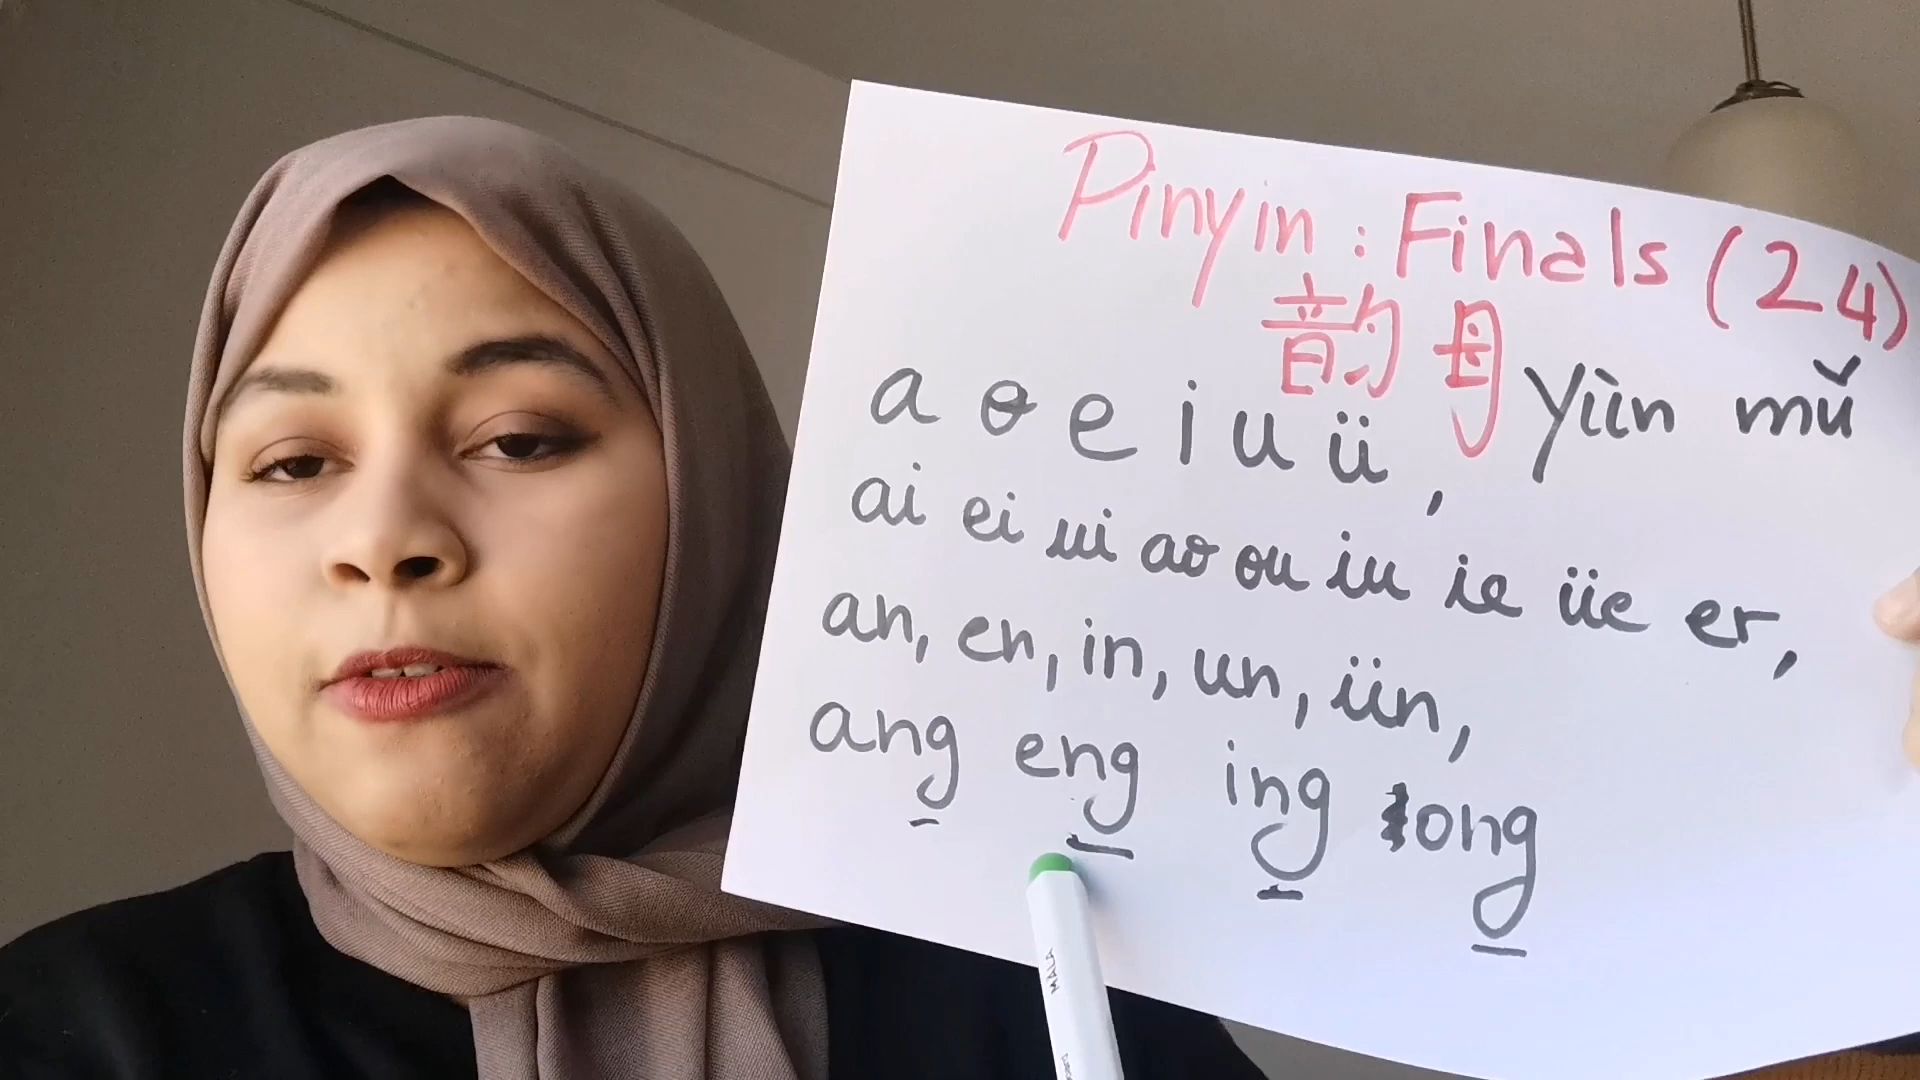 Pinyin: Finals (24)
韵母 Yùn mǔ
a o e i u ü,
ai ei ui ao ou iu ie üe er,
an, en, in, un, ün,
ang eng ing ong
MÅLA